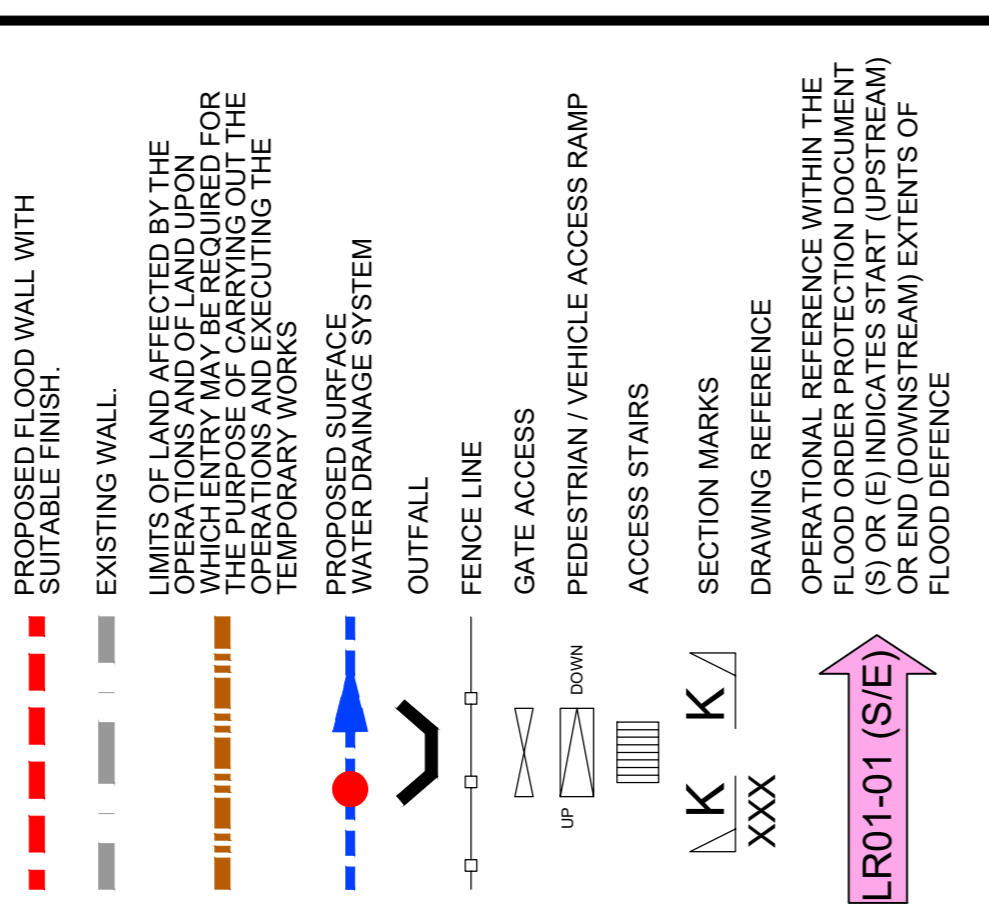 PROPOSED FLOOD WALL WITH
SUITABLE FINISH.
EXISTING WALL.
LIMITS OF LAND AFFECTED BY THE
OPERATIONS AND OF LAND UPON
WHICH ENTRY MAY BE REQUIRED FOR
THE PURPOSE OF CARRYING OUT THE
OPERATIONS AND EXECUTING THE
TEMPORARY WORKS
PROPOSED SURFACE
WATER DRAINAGE SYSTEM
OUTFALL
FENCE LINE
GATE ACCESS
UP
DOWN
PEDESTRIAN / VEHICLE ACCESS RAMP
ACCESS STAIRS
K K
SECTION MARKS
XXX
DRAWING REFERENCE
LR01-01 (S/E)
OPERATIONAL REFERENCE WITHIN THE
FLOOD ORDER PROTECTION DOCUMENT
(S) OR (E) INDICATES START (UPSTREAM)
OR END (DOWNSTREAM) EXTENTS OF
FLOOD DEFENCE